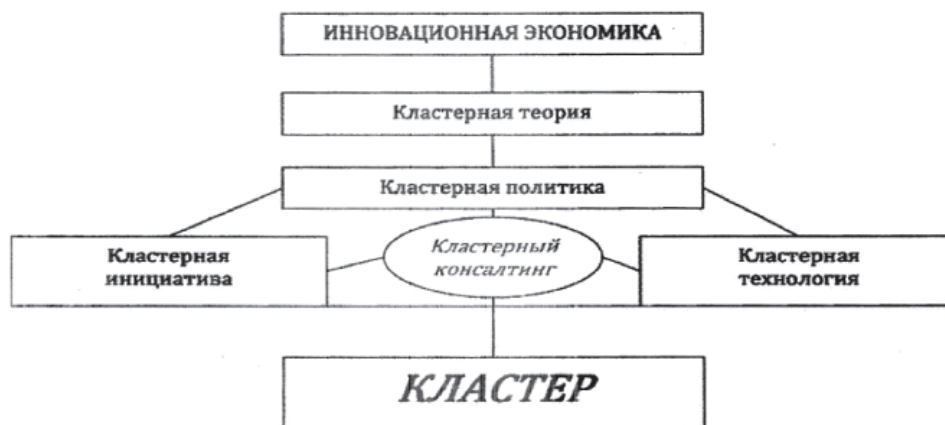 ИННОВАЦИОННАЯ ЭКОНОМИКА
Кластерная теория
Кластерная политика
Кластерная
инициатива
Кластерный
консалтинг
Кластерная
технология
КЛАСТЕР